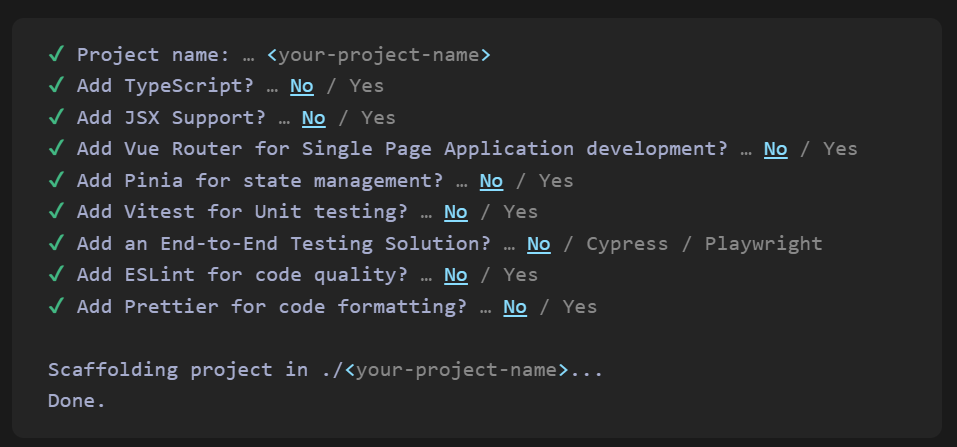 ✓ Project name: … <your-project-name>
✓ Add TypeScript? … No / Yes
✓ Add JSX Support? … No / Yes
✓ Add Vue Router for Single Page Application development? … No / Yes
✓ Add Pinia for state management? … No / Yes
✓ Add Vitest for Unit testing? … No / Yes
✓ Add an End-to-End Testing Solution? … No / Cypress / Playwright
✓ Add ESLint for code quality? … No / Yes
✓ Add Prettier for code formatting? … No / Yes
Scaffolding project in ./<your-project-name>...
Done.